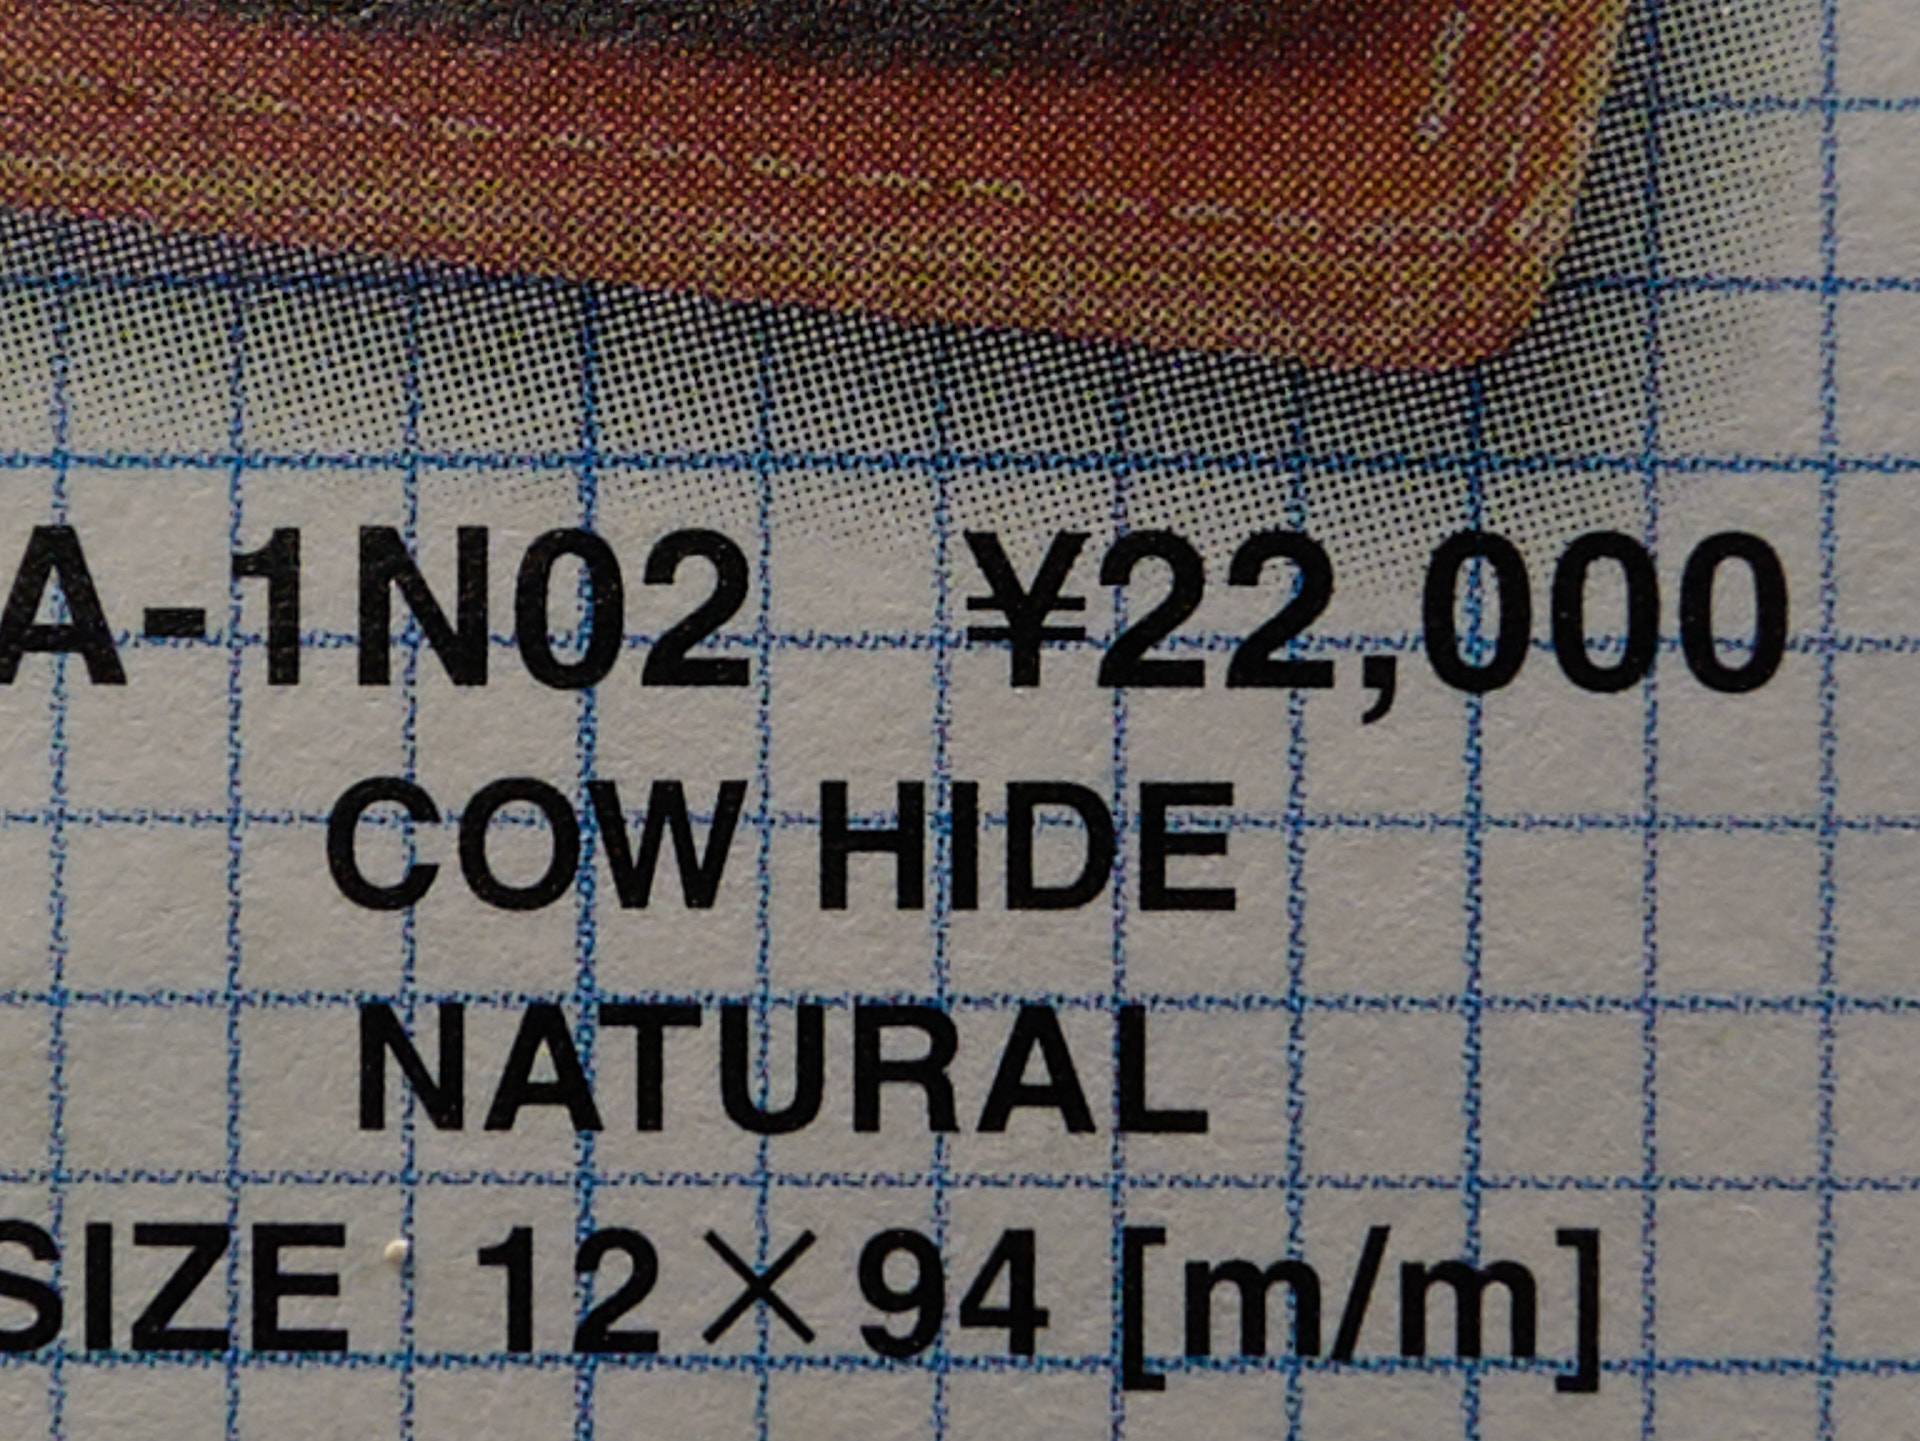 A-1N02 ¥22,000
COW HIDE
NATURAL
SIZE 12×94 [m/m]